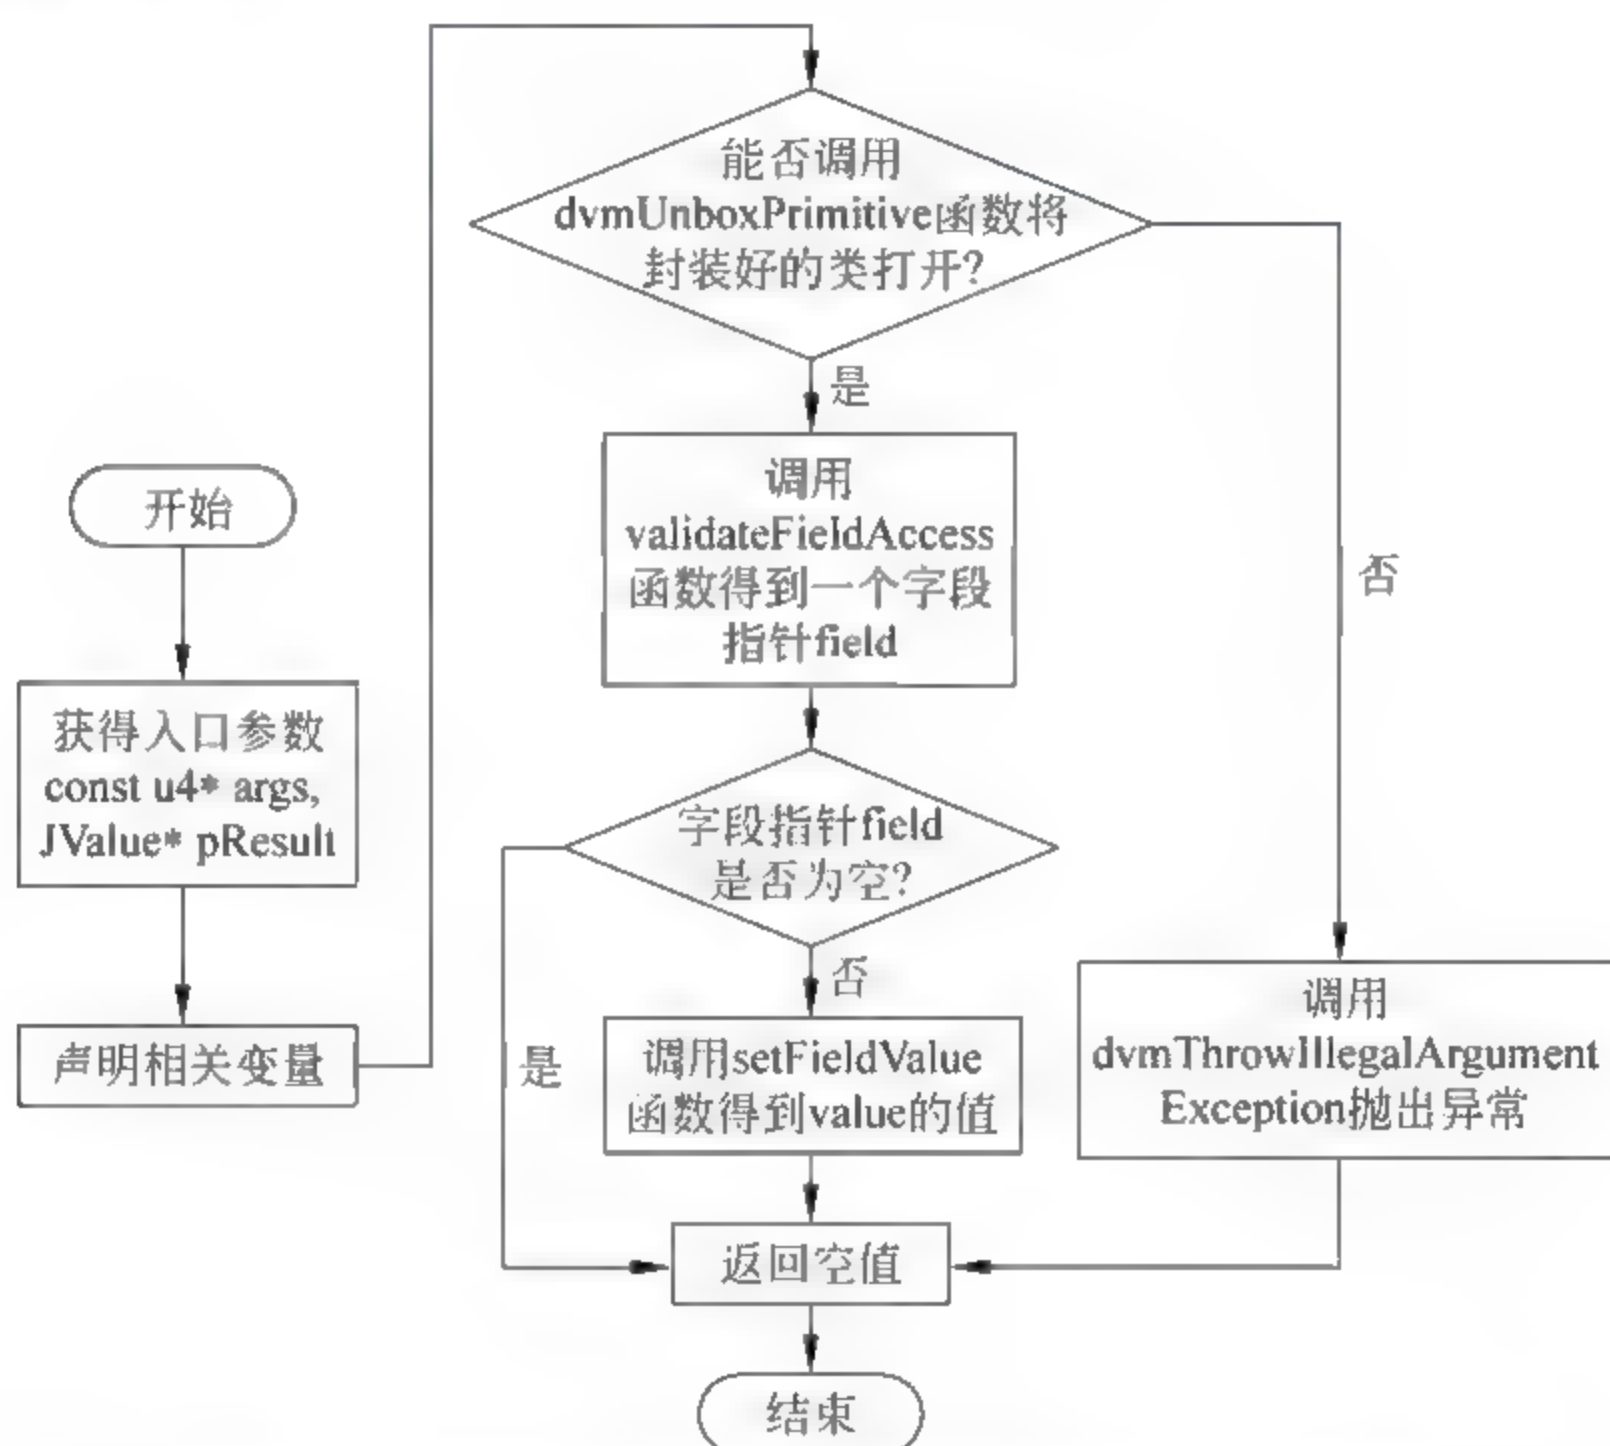 开始
获得入口参数
const u4* args,
JValue* pResult
声明相关变量
能否调用
dvmUnboxPrimitive函数将
封装好的类打开?
是
调用
validateFieldAccess
函数得到一个字段
指针field
字段指针field
是否为空?
否
是
调用setFieldValue
函数得到value的值
否
调用
dvmThrowIllegalArgument
Exception抛出异常
返回空值
结束